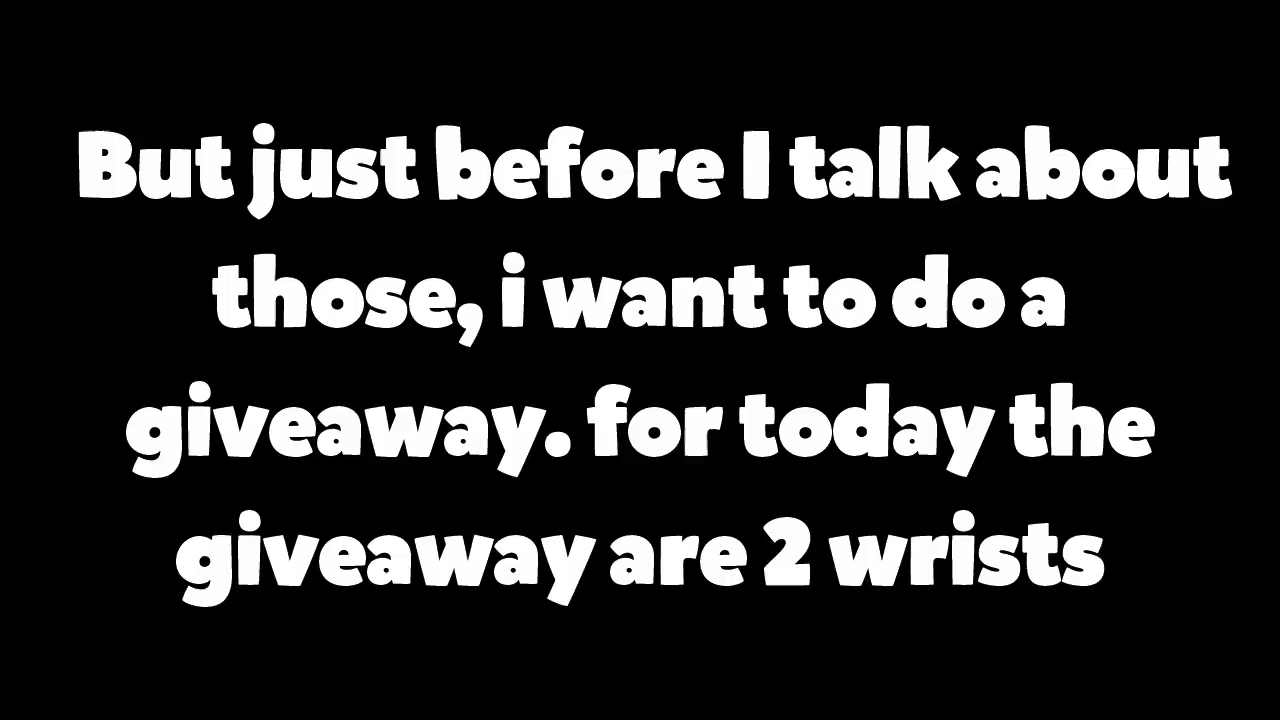 But just before I talk about
those, i want to do a
giveaway. for today the
giveaway are 2 wrists